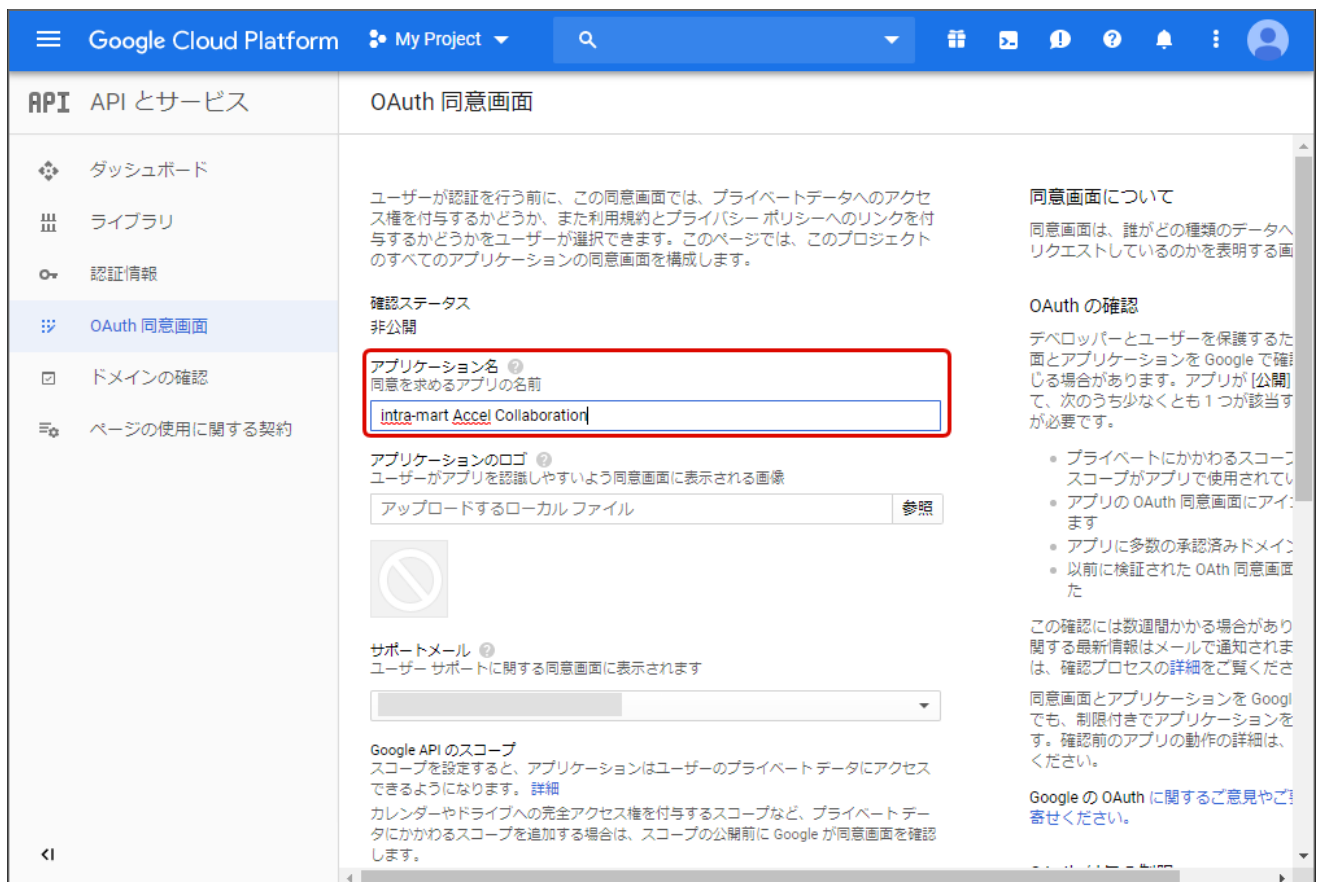 Google Cloud Platform
My Project
API APIとサービス
OAuth 同意画面
ダッシュボード
ライブラリ
認証情報
OAuth 同意画面
ドメインの確認
ページの使用に関する契約
ユーザーが認証を行う前に、この同意画面では、プライベートデータへのアクセ
ス権を付与するかどうか、また利用規約とプライバシー ポリシーへのリンクを付
与するかどうかをユーザーが選択できます。このページでは、このプロジェクト
のすべてのアプリケーションの同意画面を構成します。
確認ステータス
非公開
アプリケーション名
同意を求めるアプリの名前
intra-mart Accel Collaboration
アプリケーションのロゴ
ユーザーがアプリを認識しやすいよう同意画面に表示される画像
アップロードするローカル ファイル
参照
サポートメール
ユーザー サポートに関する同意画面に表示されます
Google API のスコープ
スコープを設定すると、アプリケーションはユーザーのプライベート データにアクセス
できるようになります。 詳細
カレンダーやドライブへの完全アクセス権を付与するスコープなど、プライベート デー
タにかかわるスコープを追加する場合は、スコープの公開前に Google が同意画面を確認
します。
同意画面について
同意画面は、誰がどの種類のデータへ
リクエストしているのかを表明する画
OAuth の確認
デベロッパーとユーザーを保護するた
面とアプリケーションを Google で確認
じる場合があります。アプリが [公開]
て、次のうち少なくとも 1 つが該当す
が必要です。
プライベートにかかわるスコープ
スコープがアプリで使用されてい
アプリの OAuth 同意画面にアイ
ます
アプリに多数の承認済みドメイン
以前に検証された OAth 同意画面
た
この確認には数週間かかる場合があり
関する最新情報はメールで通知されま
は、確認プロセスの詳細をご覧くださ
同意画面とアプリケーションを Googl
でも、制限付きでアプリケーションを
す。確認前のアプリの動作の詳細は、
ください。
Google の OAuth に関するご意見やご
寄せください。